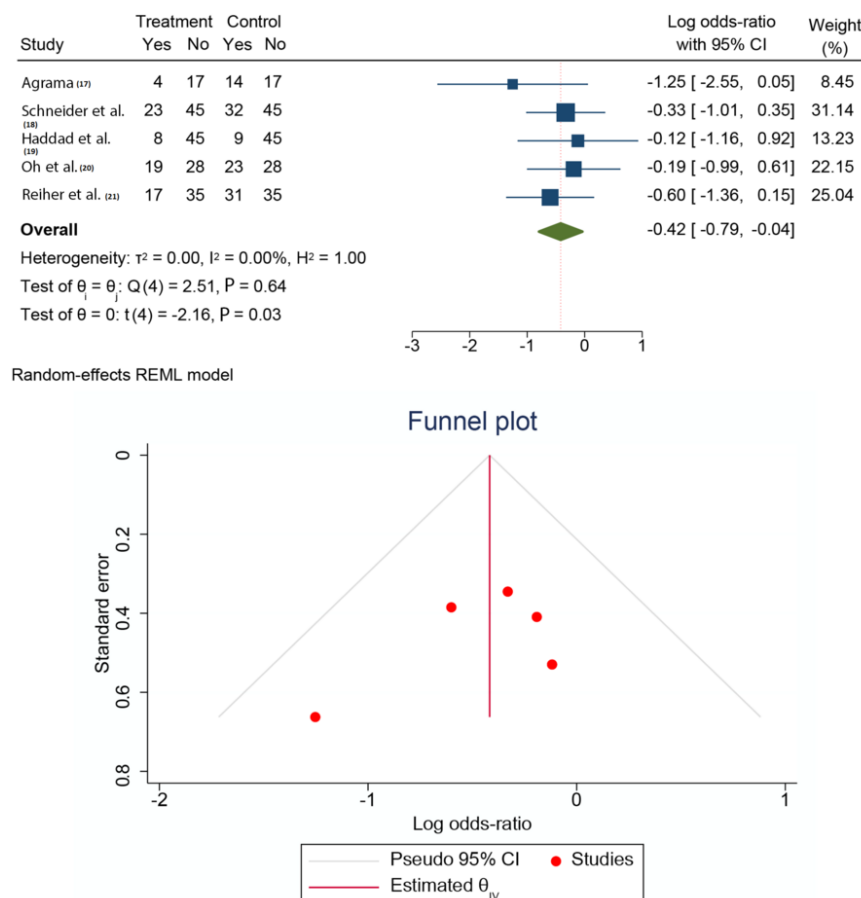 Treatment Control Log odds-ratio Weight
Study Yes No Yes No with 95% CI (%)
Agrama (17) 4 17 14 17 -1.25 [ -2.55, 0.05] 8.45
Schneider et al. (18) 23 45 32 45 -0.33 [ -1.01, 0.35] 31.14
Haddad et al. (19) 8 45 9 45 -0.12 [ -1.16, 0.92] 13.23
Oh et al. (20) 19 28 23 28 -0.19 [ -0.99, 0.61] 22.15
Reiher et al. (21) 17 35 31 35 -0.60 [ -1.36, 0.15] 25.04
Overall -0.42 [ -0.79, -0.04]
Heterogeneity: τ² = 0.00, I² = 0.00%, H² = 1.00
Test of θi = θj: Q(4) = 2.51, P = 0.64
Test of θ = 0: t(4) = -2.16, P = 0.03
-3 -2 -1 0 1
Random-effects REML model
Funnel plot
0
0.2
0.4
0.6
0.8
Standard error
-2 -1 0 1
Log odds-ratio
Pseudo 95% CI Studies
Estimated θIV